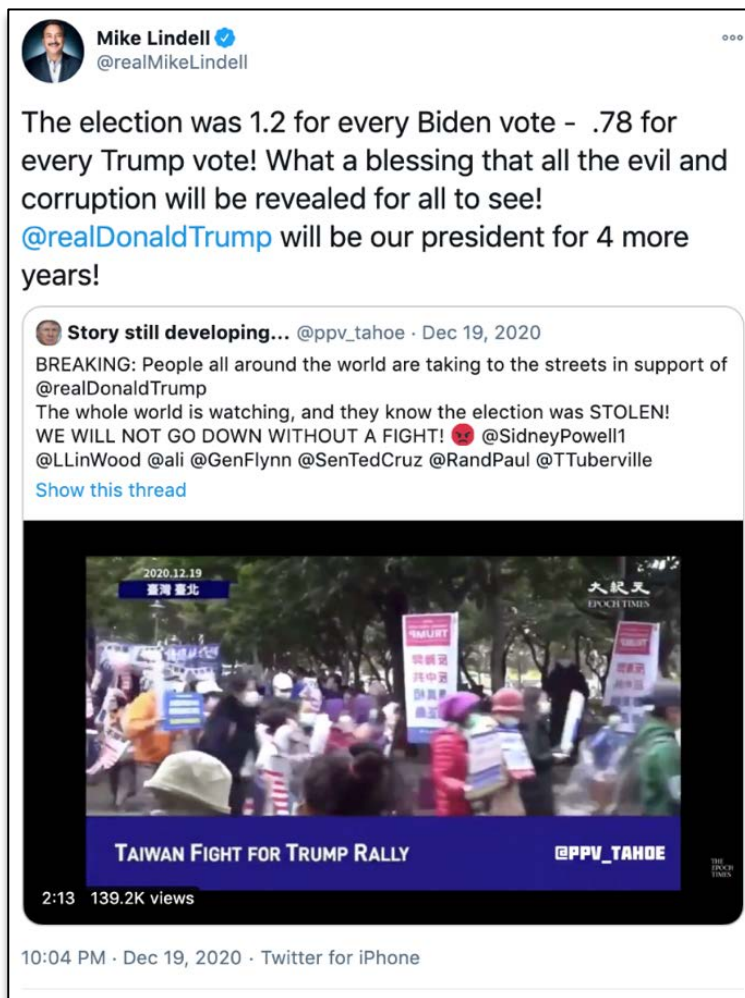 Mike Lindell
@realMikeLindell
The election was 1.2 for every Biden vote - .78 for
every Trump vote! What a blessing that all the evil and
corruption will be revealed for all to see!
@realDonaldTrump will be our president for 4 more
years!
Story still developing... @ppv_tahoe · Dec 19, 2020
BREAKING: People all around the world are taking to the streets in support of
@realDonaldTrump
The whole world is watching, and they know the election was STOLEN!
WE WILL NOT GO DOWN WITHOUT A FIGHT! 😡 @SidneyPowell1
@LLinWood @ali @GenFlynn @SenTedCruz @RandPaul @TTuberville
Show this thread
2020.12.19
臺灣 臺北
大紀元
EPOCH TIMES
TRUMP
TAIWAN FIGHT FOR TRUMP RALLY
@PPV_TAHOE
THE
EPOCH
TIMES
2:13 139.2K views
10:04 PM · Dec 19, 2020 · Twitter for iPhone